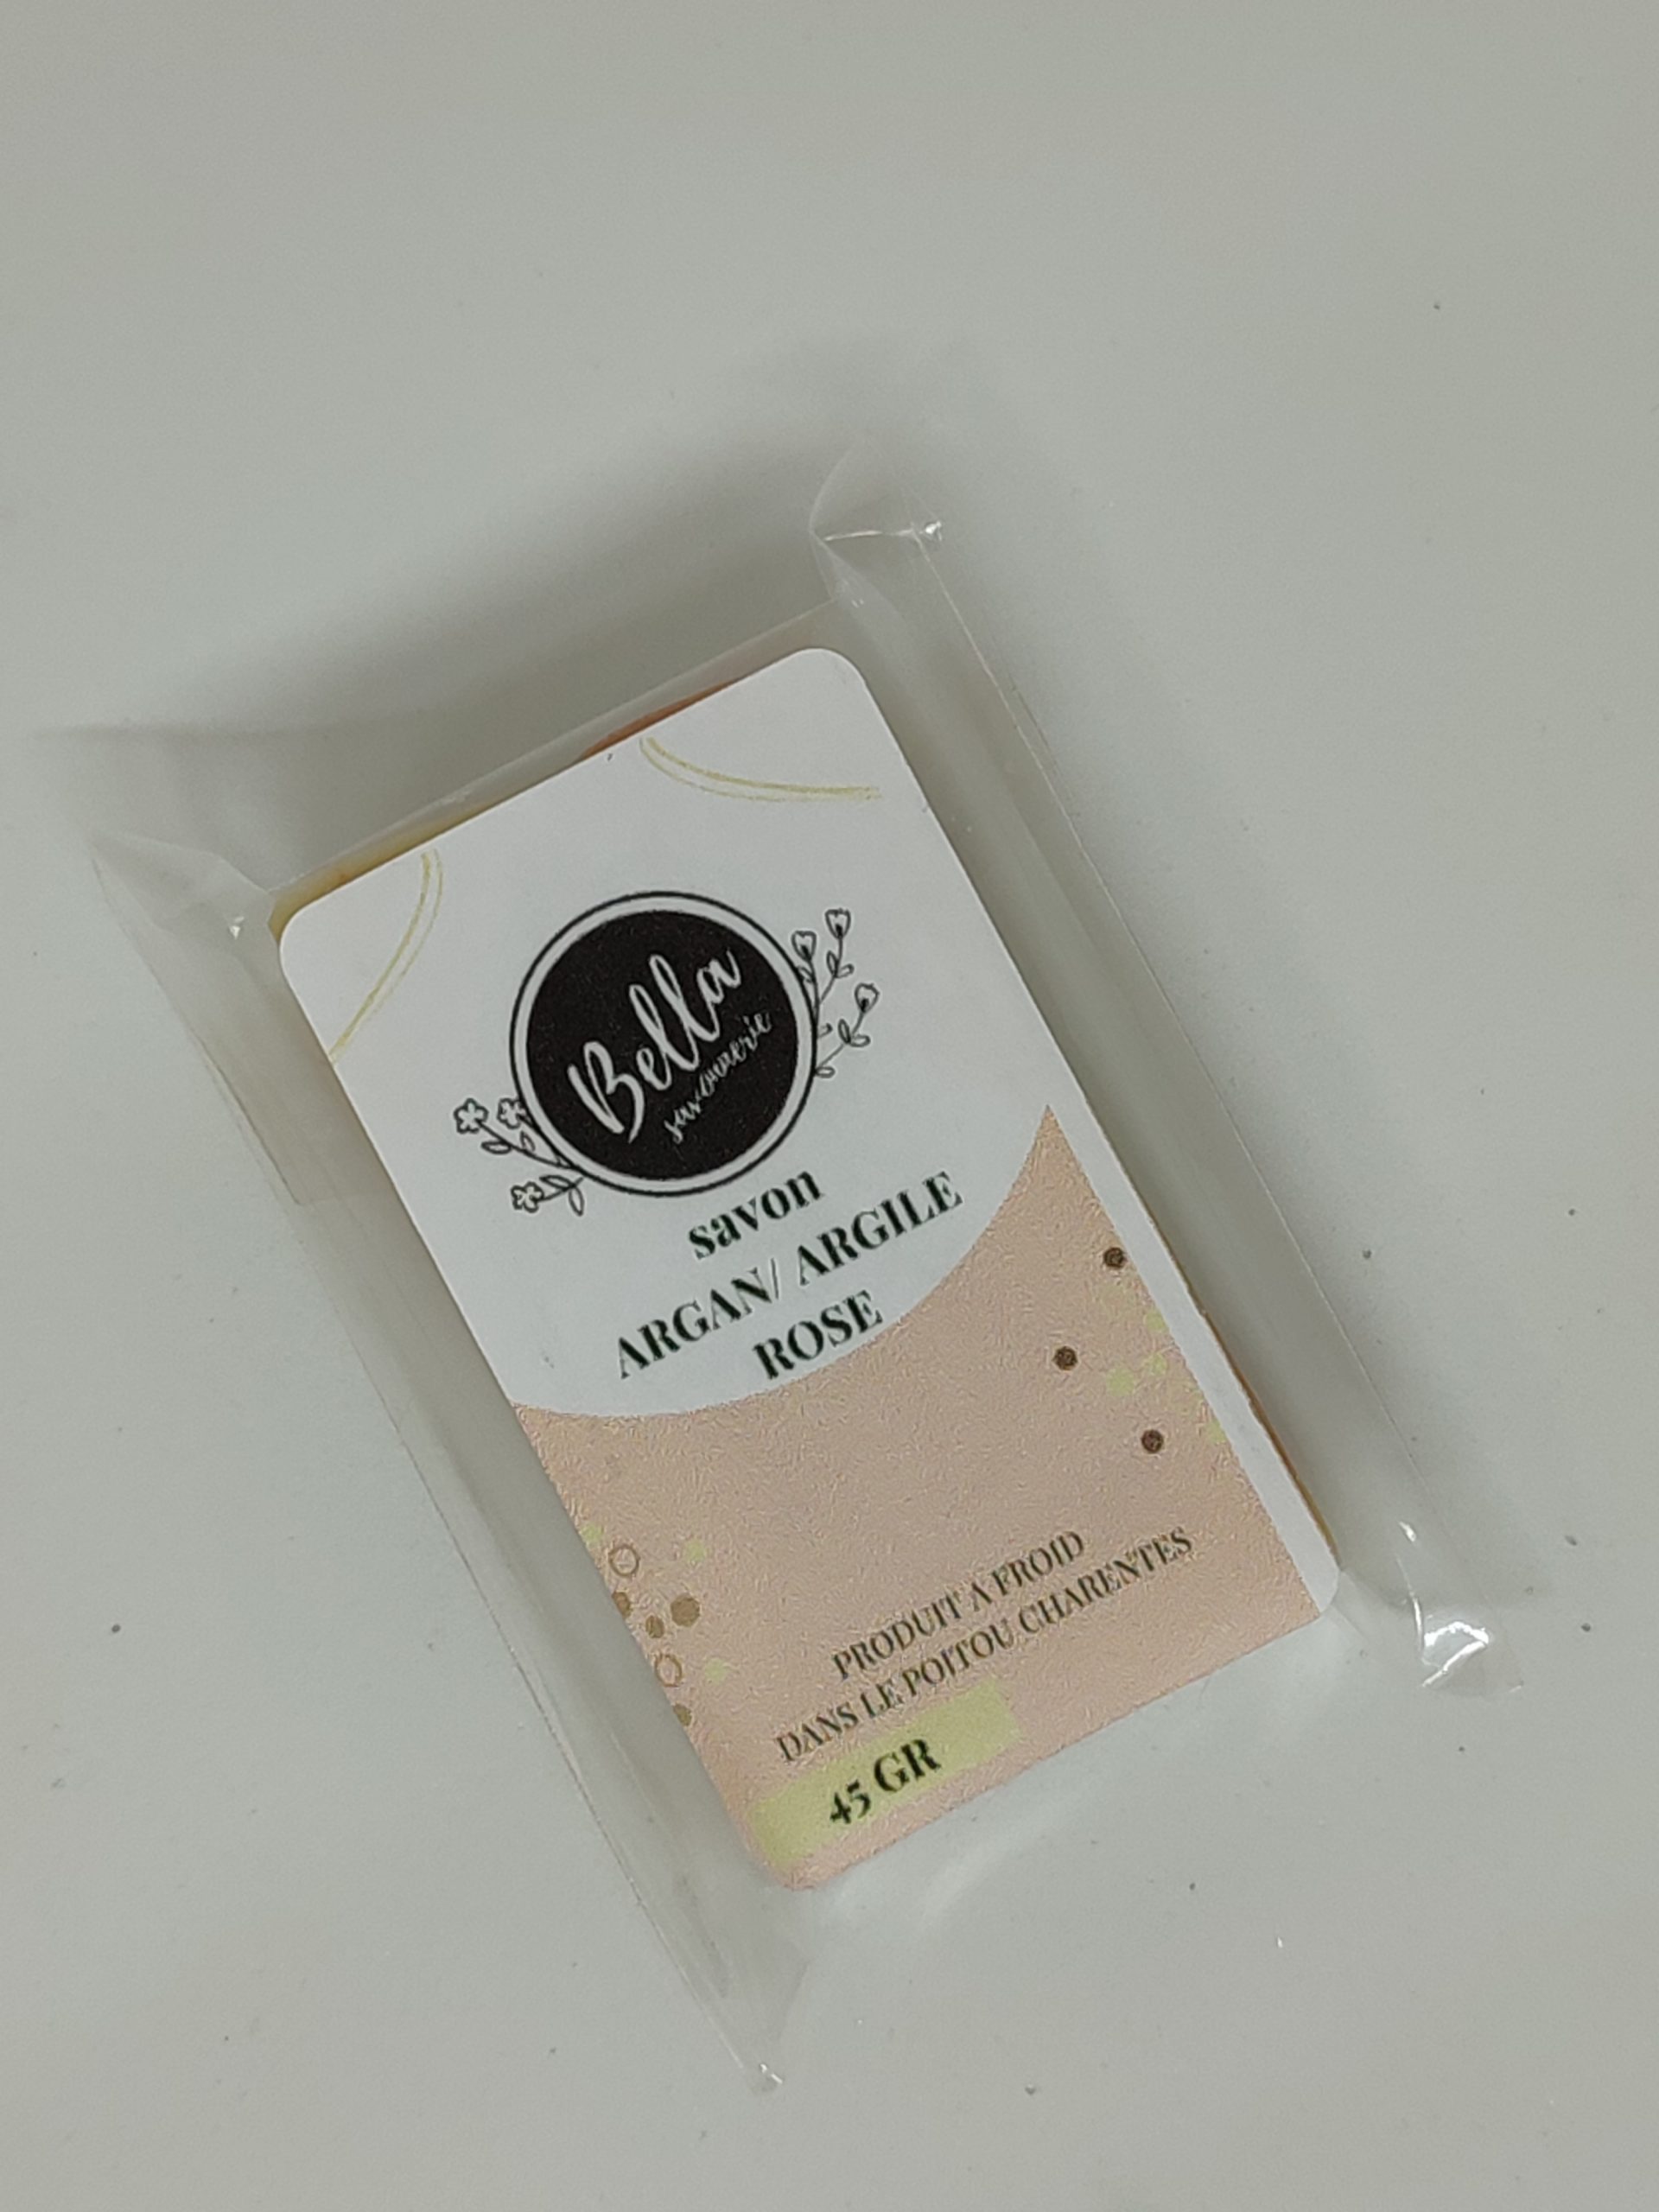 Bella
savonnerie
savon
ARGAN/ ARGILE
ROSE
PRODUIT A FROID
DANS LE POITOU CHARENTES
45 GR